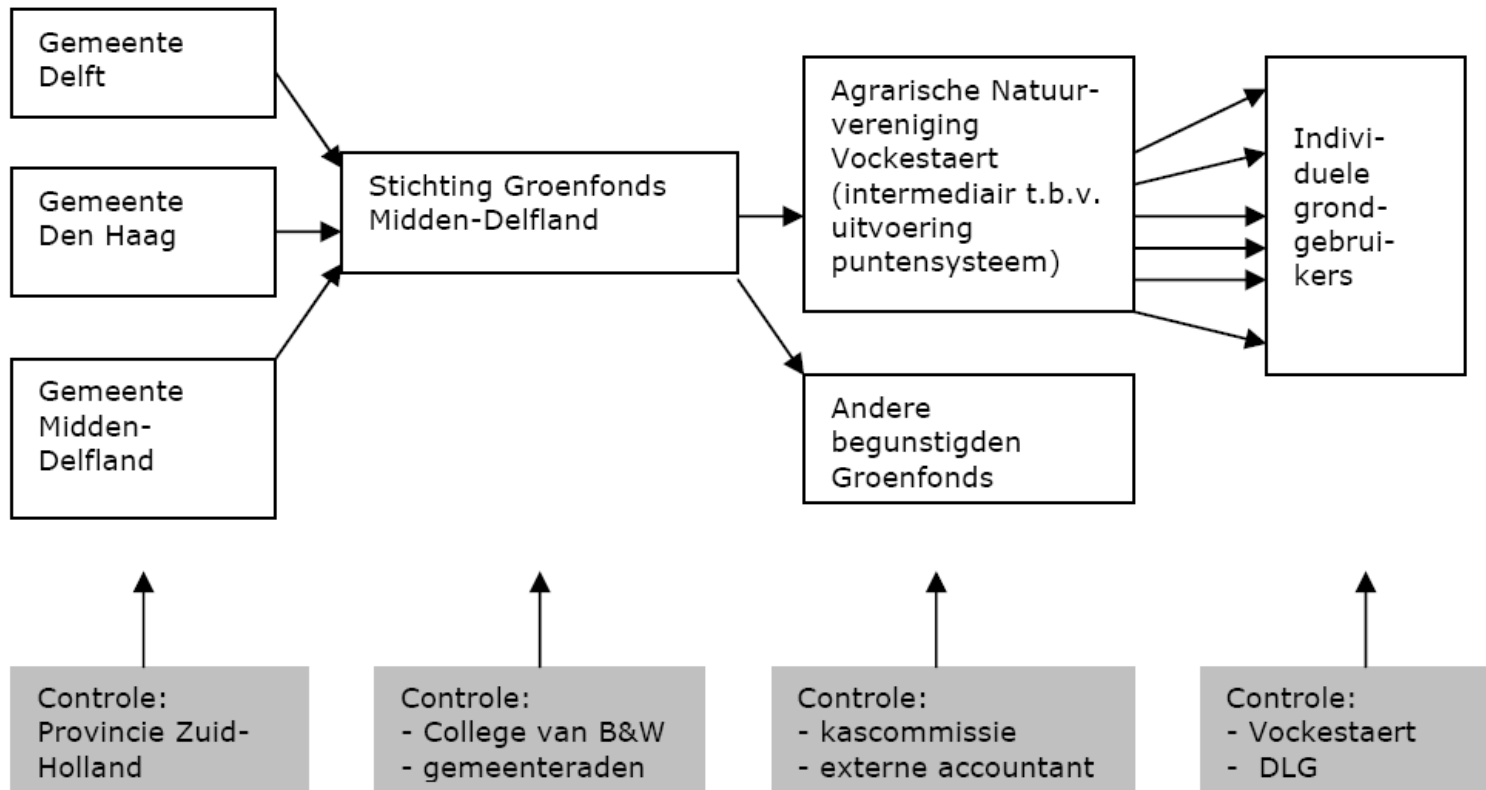 Gemeente
Delft
Gemeente
Den Haag
Gemeente
Midden-
Delfland
Stichting Groenfonds
Midden-Delfland
Agrarische Natuur-
vereniging
Vockestaert
(intermediair t.b.v.
uitvoering
puntensysteem)
Andere
begunstigden
Groenfonds
Indivi-
duele
grond-
gebrui-
kers
Controle:
Provincie Zuid-
Holland
Controle:
- College van B&W
- gemeenteraden
Controle:
- kascommissie
- externe accountant
Controle:
- Vockestaert
- DLG